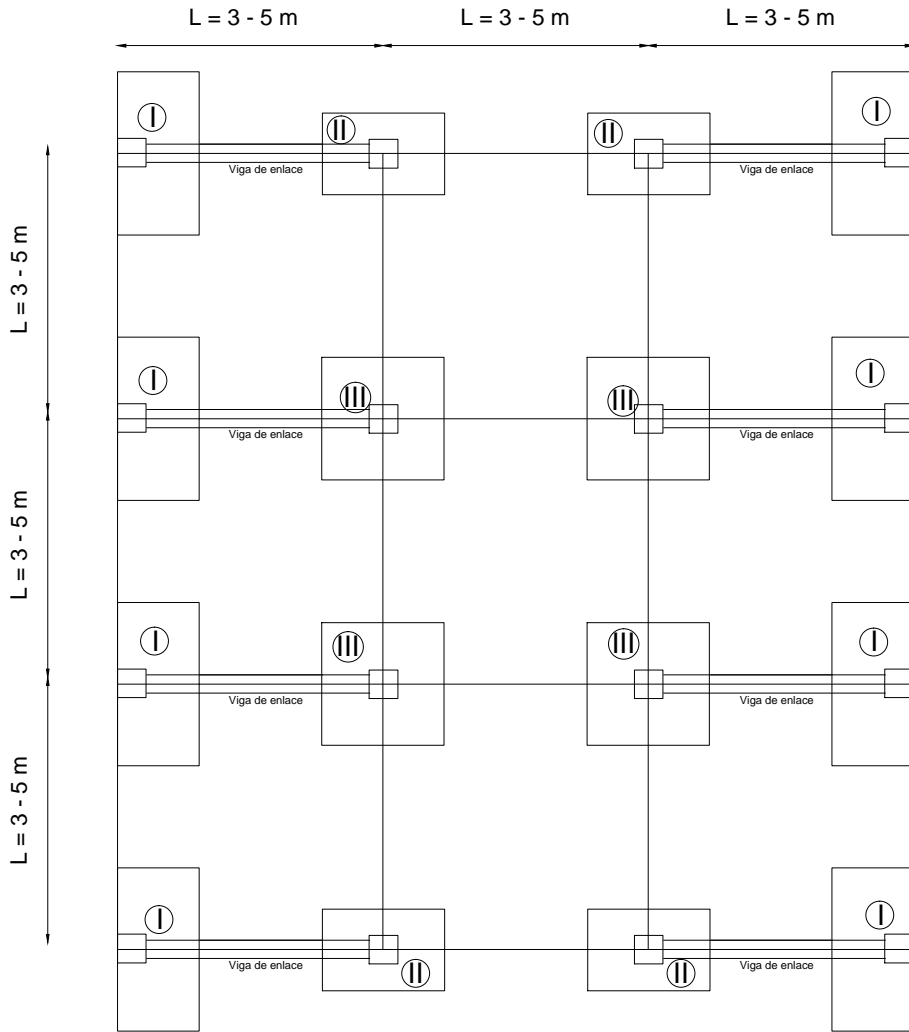 L = 3 - 5 m L = 3 - 5 m L = 3 - 5 m
I II II I
Viga de enlace Viga de enlace
L = 3 - 5 m
I III III I
Viga de enlace Viga de enlace
L = 3 - 5 m
I III III I
Viga de enlace Viga de enlace
L = 3 - 5 m
I I
Viga de enlace II II Viga de enlace